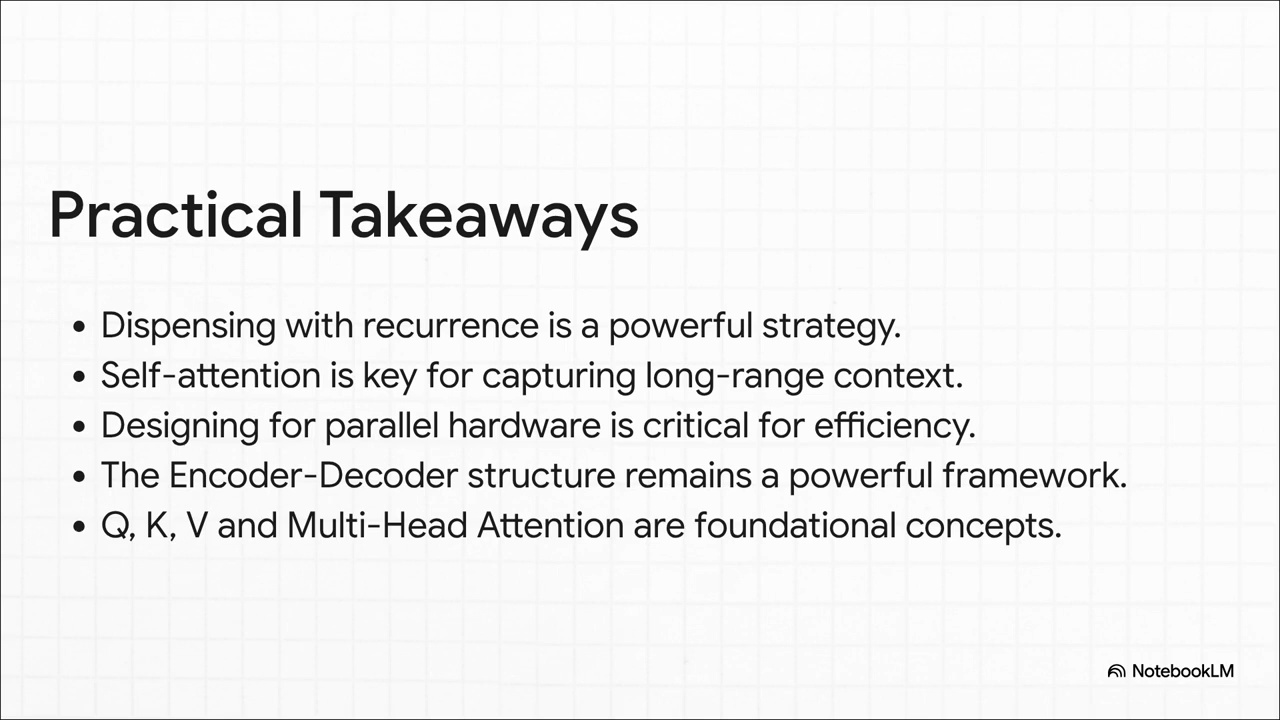 Practical Takeaways
• Dispensing with recurrence is a powerful strategy.
• Self-attention is key for capturing long-range context.
• Designing for parallel hardware is critical for efficiency.
• The Encoder-Decoder structure remains a powerful framework.
• Q, K, V and Multi-Head Attention are foundational concepts.
NotebookLM